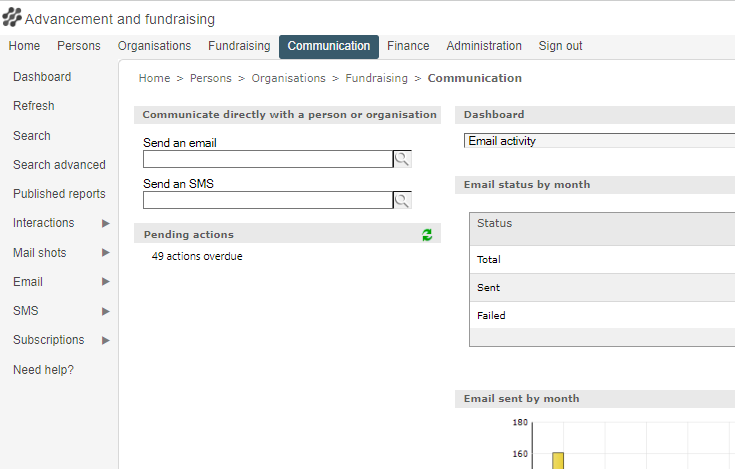 Advancement and fundraising
Home Persons Organisations Fundraising Communication Finance Administration Sign out
Dashboard
Refresh
Search
Search advanced
Published reports
Interactions
Mail shots
Email
SMS
Subscriptions
Need help?
Home > Persons > Organisations > Fundraising > Communication
Communicate directly with a person or organisation
Send an email
Send an SMS
Pending actions
49 actions overdue
Dashboard
Email activity
Email status by month
Status
Total
Sent
Failed
Email sent by month
180
160